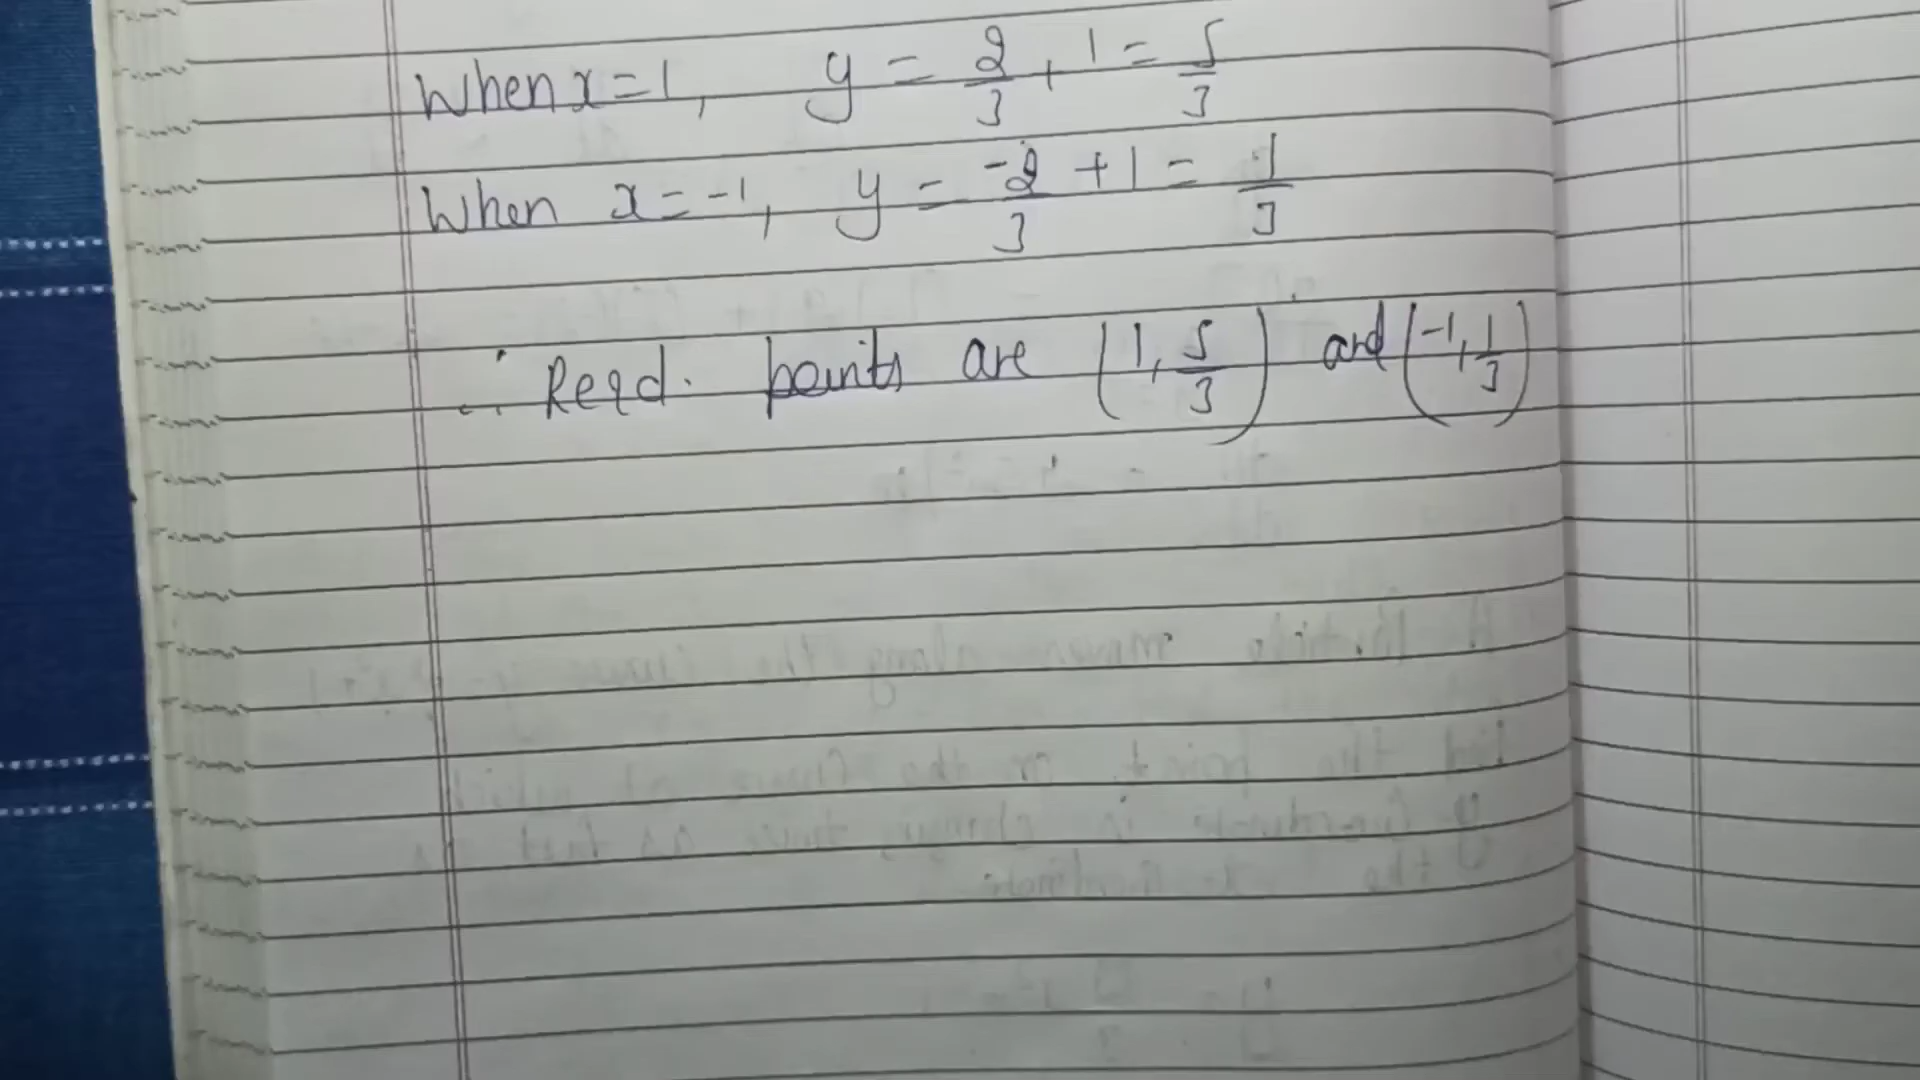 When x = 1, y = 2/3 + 1 = 5/3
When x = -1, y = -2/3 + 1 = 1/3
∴ Reqd. points are (1, 5/3) and (-1, 1/3)